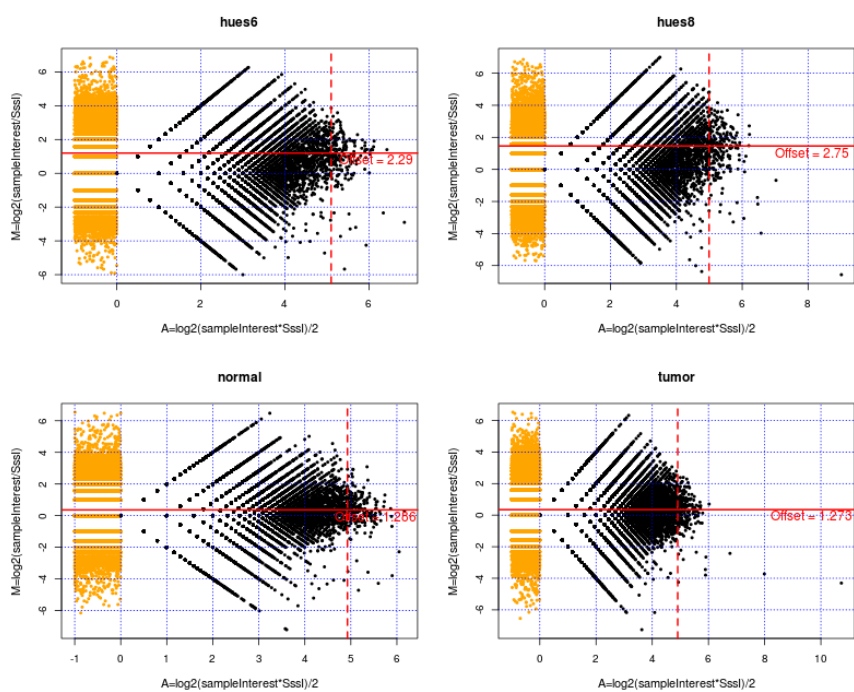 hues6
M=log2(sampleInterest/SssI)
6
4
2
0
-2
-4
-6
Offset = 2.29
0 2 4 6
A=log2(sampleInterest*SssI)/2
hues8
M=log2(sampleInterest/SssI)
6
4
2
0
-2
-4
-6
Offset = 2.75
0 2 4 6 8
A=log2(sampleInterest*SssI)/2
normal
M=log2(sampleInterest/SssI)
6
4
2
0
-2
-4
-6
Offset = 1.286
-1 0 1 2 3 4 5 6
A=log2(sampleInterest*SssI)/2
tumor
M=log2(sampleInterest/SssI)
6
4
2
0
-2
-4
-6
Offset = 1.273
0 2 4 6 8 10
A=log2(sampleInterest*SssI)/2